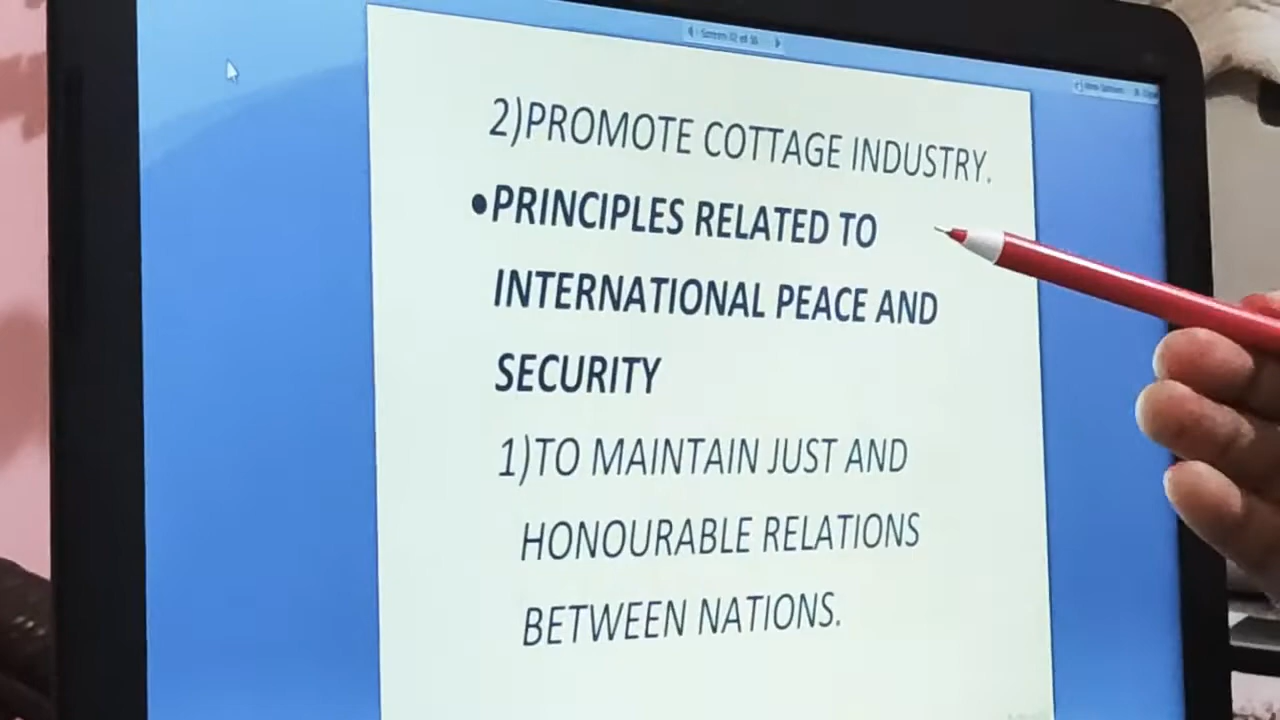 2)PROMOTE COTTAGE INDUSTRY.
•PRINCIPLES RELATED TO
INTERNATIONAL PEACE AND
SECURITY
1)TO MAINTAIN JUST AND
HONOURABLE RELATIONS
BETWEEN NATIONS.